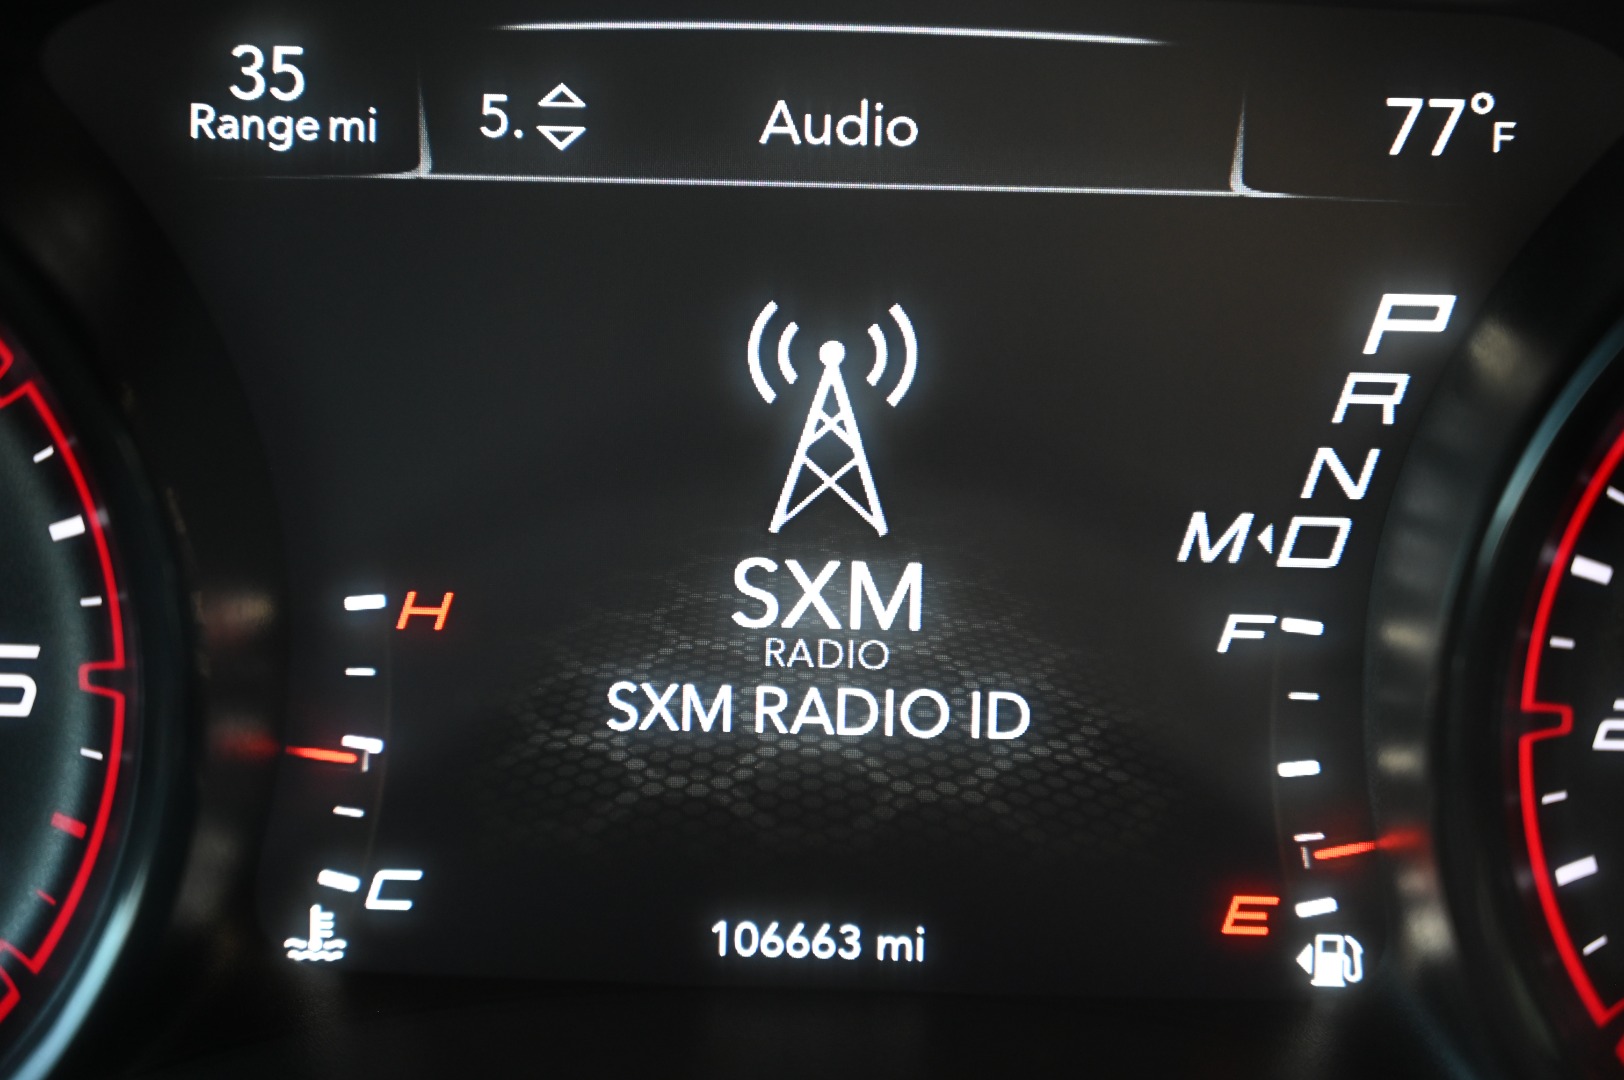 35
Range mi
5.
Audio
77°F
P
R
N
M D
H
F
SXM
RADIO
SXM RADIO ID
C
E
106663 mi